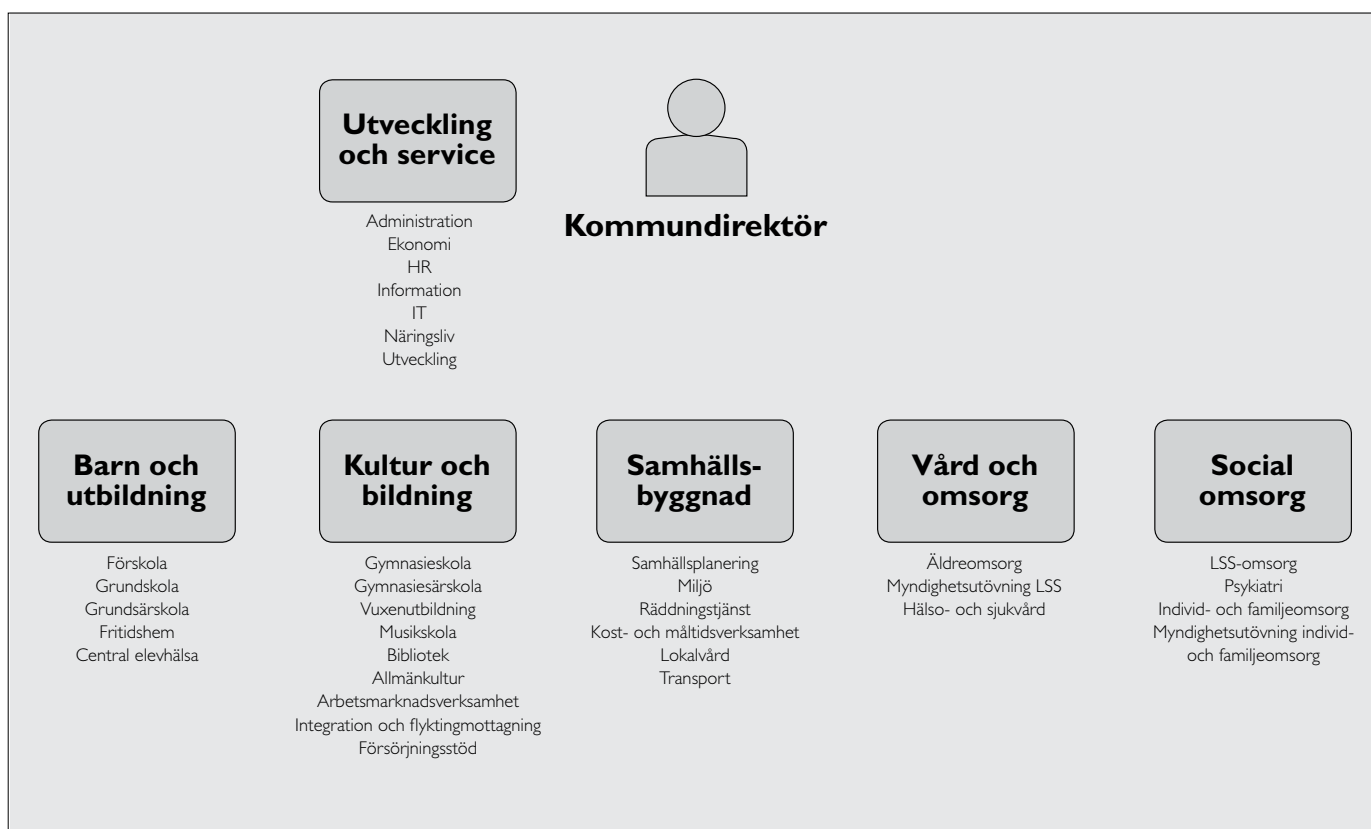 Utveckling
och service
Administration
Ekonomi
HR
Information
IT
Näringsliv
Utveckling
Kommundirektör
Barn och
utbildning
Förskola
Grundskola
Grundsärskola
Fritidshem
Central elevhälsa
Kultur och
bildning
Gymnasieskola
Gymnasiesärskola
Vuxenutbildning
Musikskola
Bibliotek
Allmänkultur
Arbetsmarknadsverksamhet
Integration och flyktingmottagning
Försörjningsstöd
Samhälls-
byggnad
Samhällsplanering
Miljö
Räddningstjänst
Kost- och måltidsverksamhet
Lokalvård
Transport
Vård och
omsorg
Äldreomsorg
Myndighetsutövning LSS
Hälso- och sjukvård
Social
omsorg
LSS-omsorg
Psykiatri
Individ- och familjeomsorg
Myndighetsutövning individ-
och familjeomsorg